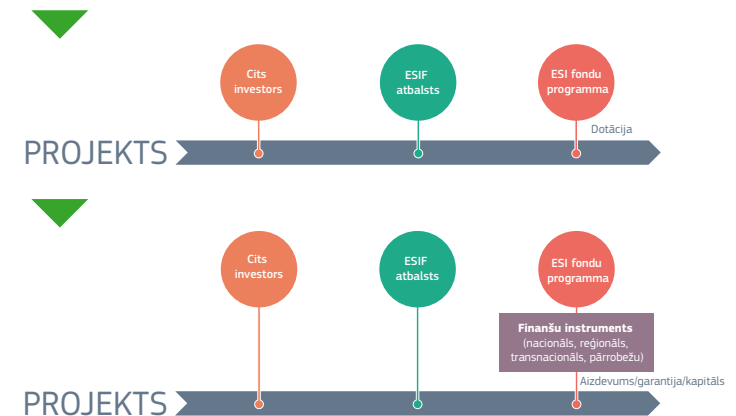 Cits
investors
ESIF
atbalsts
ESI fondu
programma
Dotācija
PROJEKTS
Cits
investors
ESIF
atbalsts
ESI fondu
programma
Finanšu instruments
(nacionāls, reģionāls,
transnacionāls, pārrobežu)
Aizdevums/garantija/kapitāls
PROJEKTS